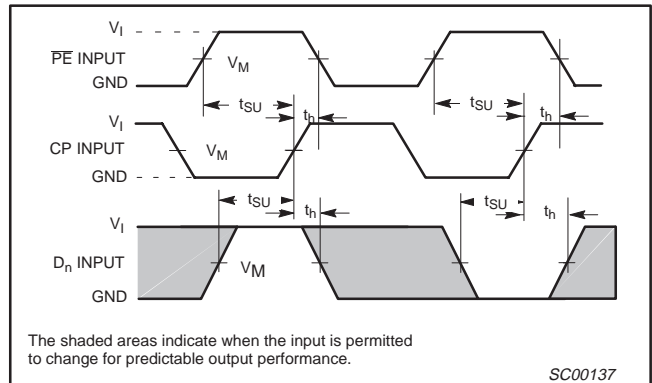 VI
PE INPUT
VM
GND
tSU
th
tSU
th
VI
CP INPUT
VM
GND
tSU
th
tSU
th
VI
Dn INPUT
VM
GND
The shaded areas indicate when the input is permitted
to change for predictable output performance.
SC00137